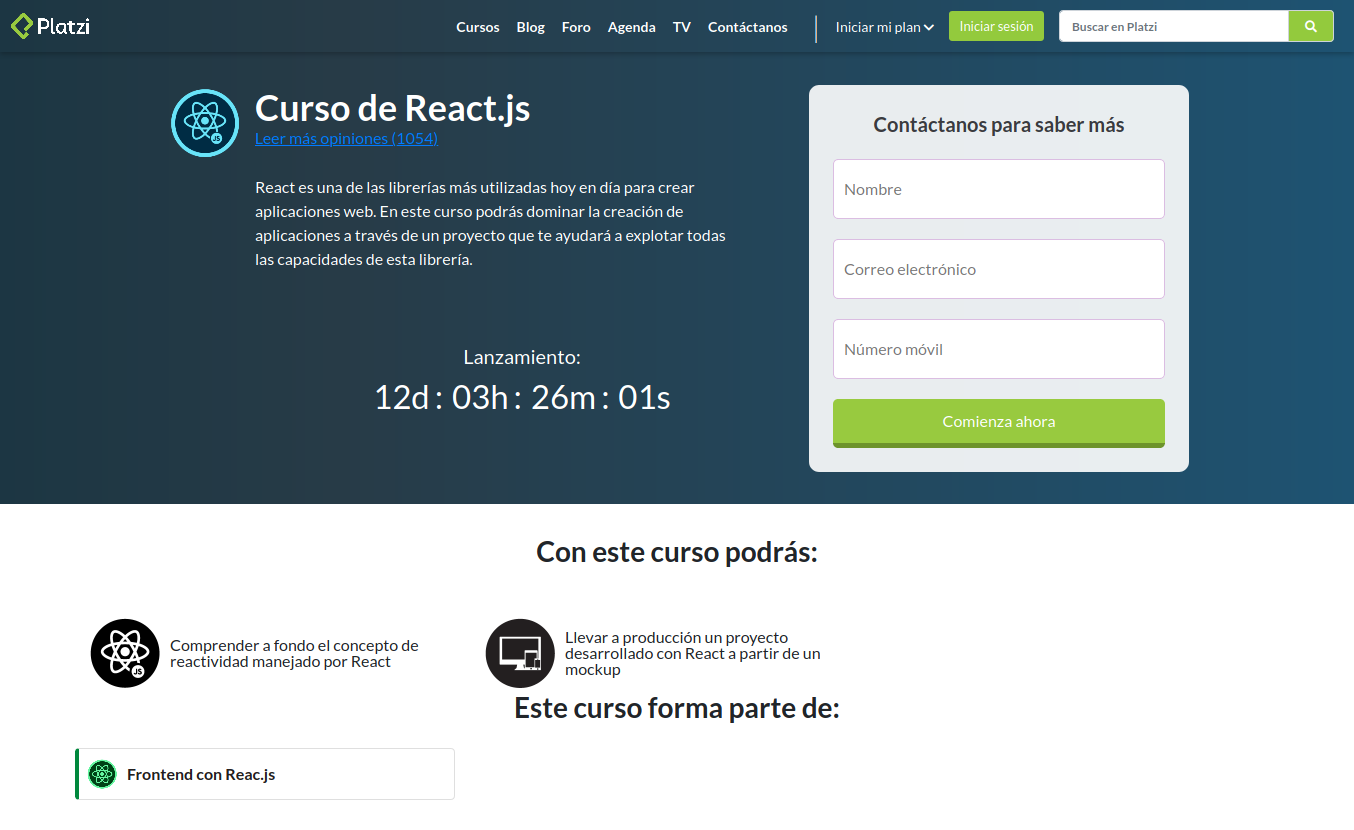 Platzi
Cursos Blog Foro Agenda TV Contáctanos Iniciar mi plan Iniciar sesión Buscar en Platzi
Curso de React.js
Leer más opiniones (1054)
React es una de las librerías más utilizadas hoy en día para crear
aplicaciones web. En este curso podrás dominar la creación de
aplicaciones a través de un proyecto que te ayudará a explotar todas
las capacidades de esta librería.
Lanzamiento:
12d : 03h : 26m : 01s
Contáctanos para saber más
Nombre
Correo electrónico
Número móvil
Comienza ahora
Con este curso podrás:
JS
Comprender a fondo el concepto de
reactividad manejado por React
Llevar a producción un proyecto
desarrollado con React a partir de un
mockup
Este curso forma parte de:
Frontend con Reac.js